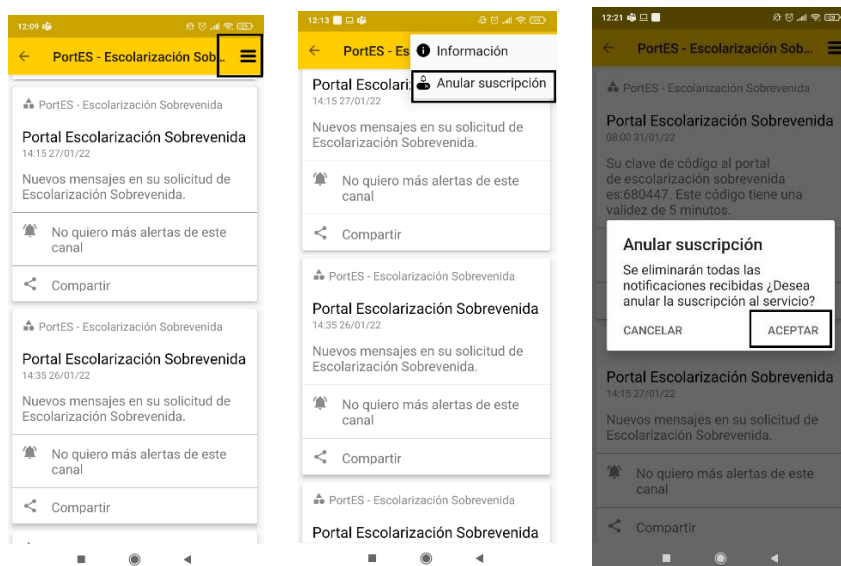 12:09
PortES - Escolarización Sob...
PortES - Escolarización Sobrevenida
Portal Escolarización Sobrevenida
14:15 27/01/22
Nuevos mensajes en su solicitud de
Escolarización Sobrevenida.
No quiero más alertas de este
canal
Compartir
PortES - Escolarización Sobrevenida
Portal Escolarización Sobrevenida
14:35 26/01/22
Nuevos mensajes en su solicitud de
Escolarización Sobrevenida.
No quiero más alertas de este
canal
Compartir
12:13
PortES - Es
Información
Anular suscripción
Portal Escolari
14:15 27/01/22
Nuevos mensajes en su solicitud de
Escolarización Sobrevenida.
No quiero más alertas de este
canal
Compartir
PortES - Escolarización Sobrevenida
Portal Escolarización Sobrevenida
14:35 26/01/22
Nuevos mensajes en su solicitud de
Escolarización Sobrevenida.
No quiero más alertas de este
canal
Compartir
PortES - Escolarización Sobrevenida
Portal Escolarización Sobrevenida
12:21
PortES - Escolarización Sob...
PortES - Escolarización Sobrevenida
Portal Escolarización Sobrevenida
08:00 31/01/22
Su clave de código al portal
de escolarización sobrevenida
es:680447. Este código tiene una
validez de 5 minutos.
Anular suscripción
Se eliminarán todas las
notificaciones recibidas ¿Desea
anular la suscripción al servicio?
CANCELAR ACEPTAR
Portal Escolarización Sobrevenida
14:15 27/01/22
Nuevos mensajes en su solicitud de
Escolarización Sobrevenida.
No quiero más alertas de este
canal
Compartir